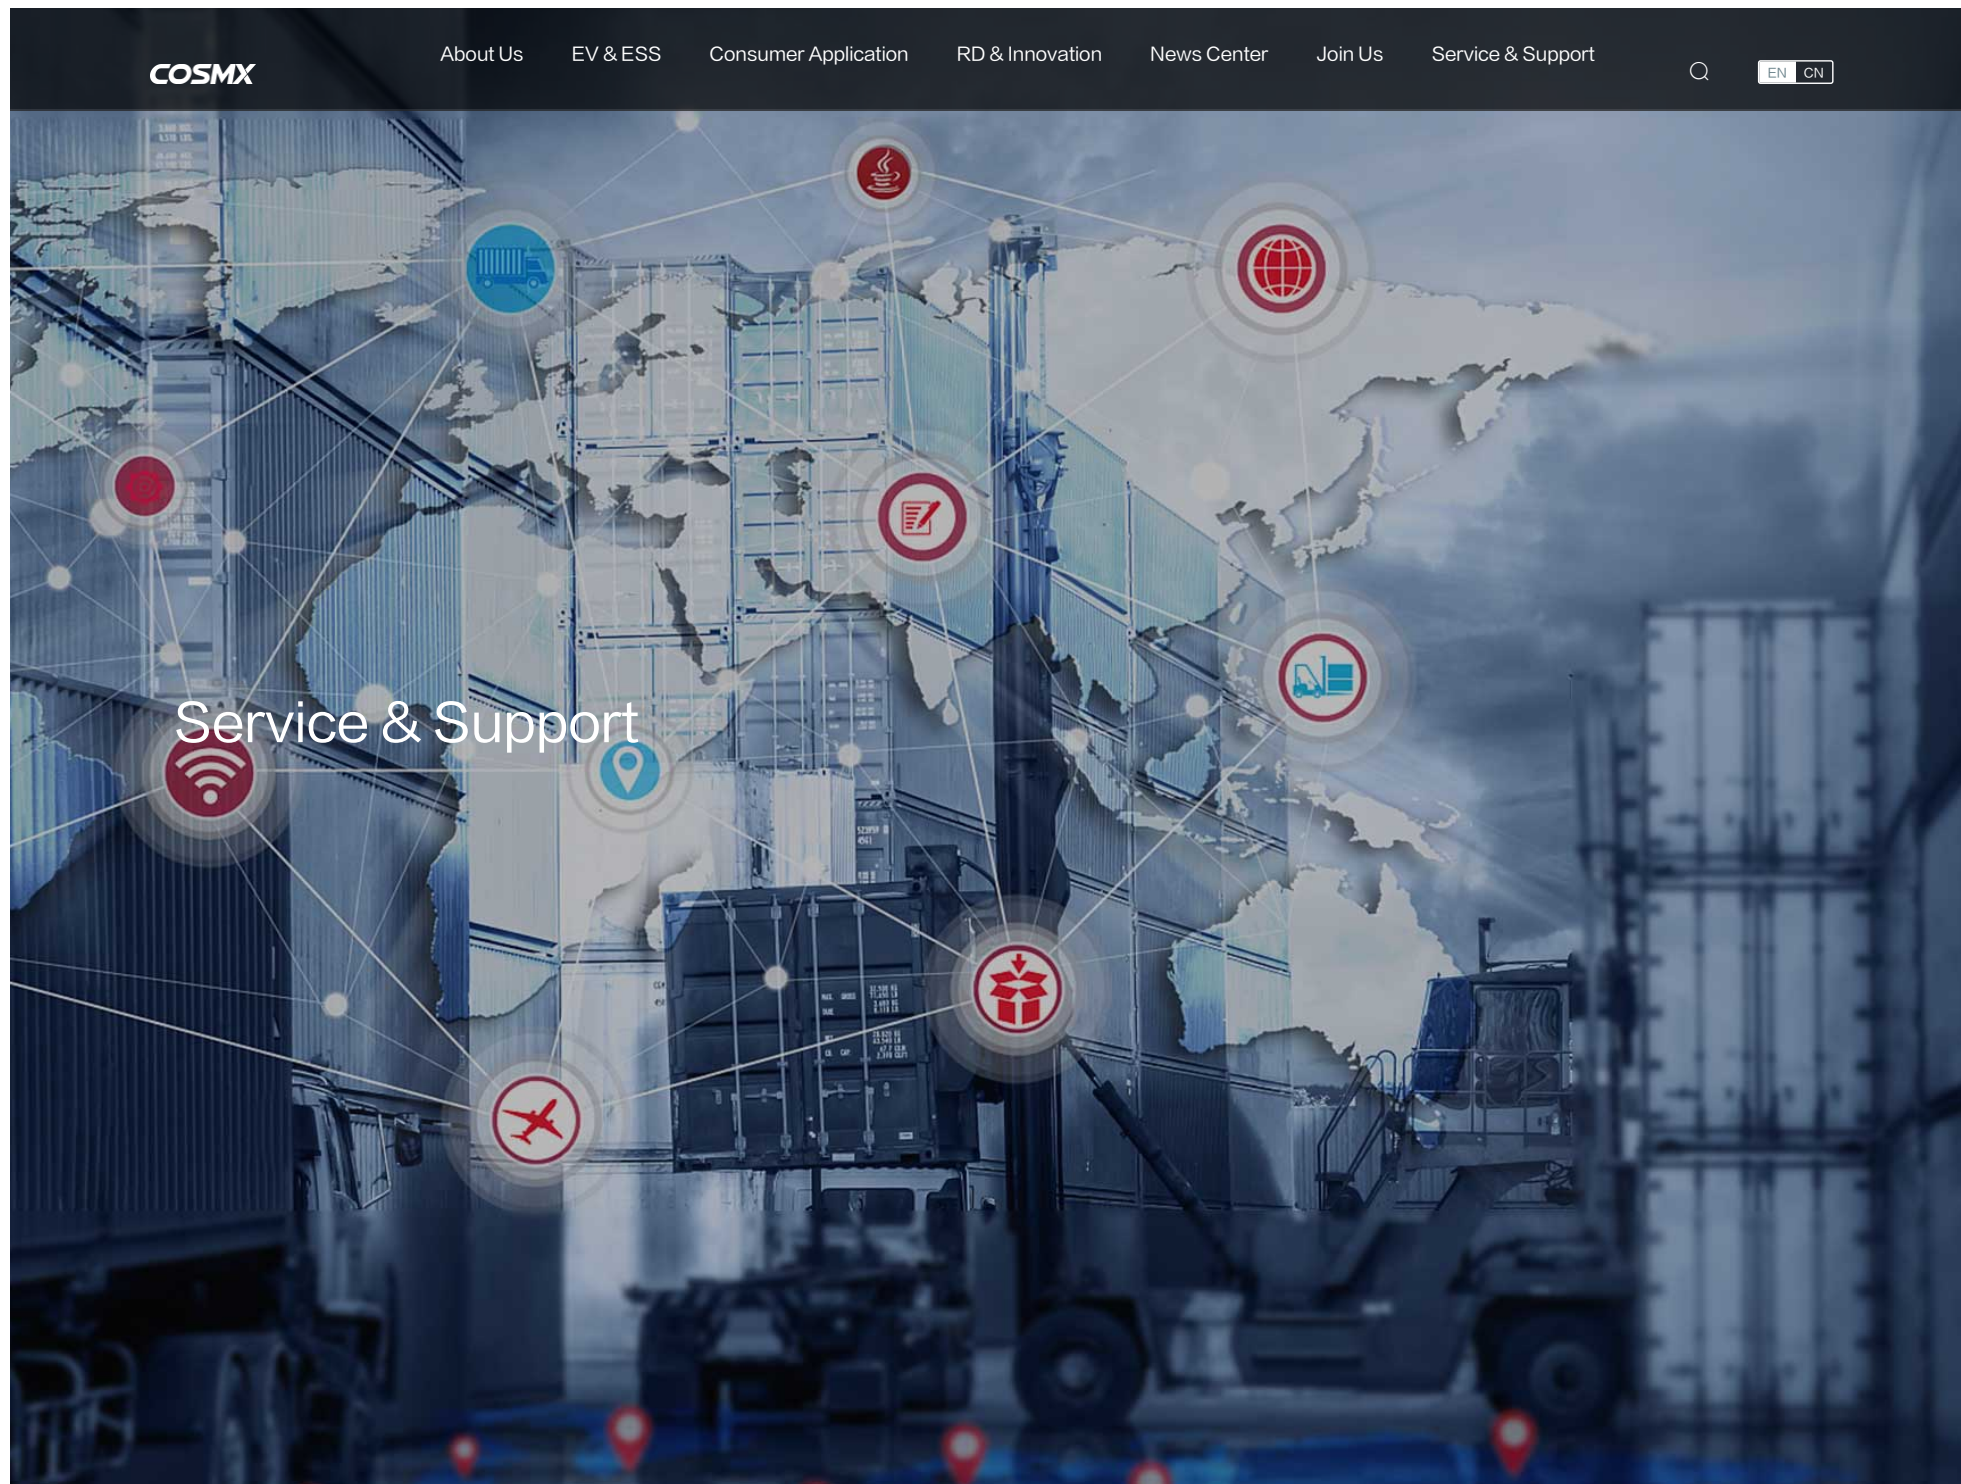 COSMX
About Us EV & ESS Consumer Application RD & Innovation News Center Join Us Service & Support
EN CN
Service & Support